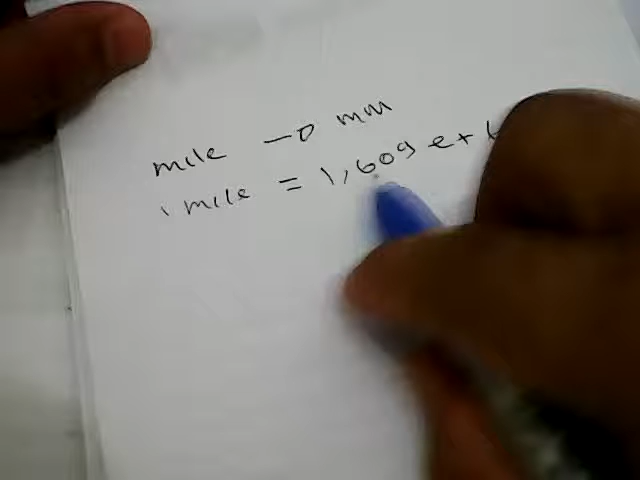 mile → mm
1 mile = 1,609 e+6